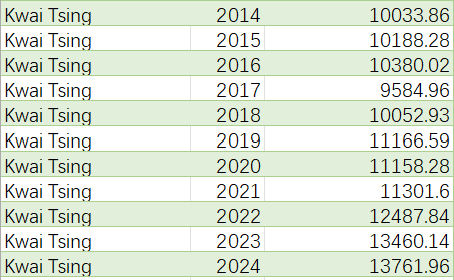 Kwai Tsing 2014 10033.86
Kwai Tsing 2015 10188.28
Kwai Tsing 2016 10380.02
Kwai Tsing 2017 9584.96
Kwai Tsing 2018 10052.93
Kwai Tsing 2019 11166.59
Kwai Tsing 2020 11158.28
Kwai Tsing 2021 11301.6
Kwai Tsing 2022 12487.84
Kwai Tsing 2023 13460.14
Kwai Tsing 2024 13761.96